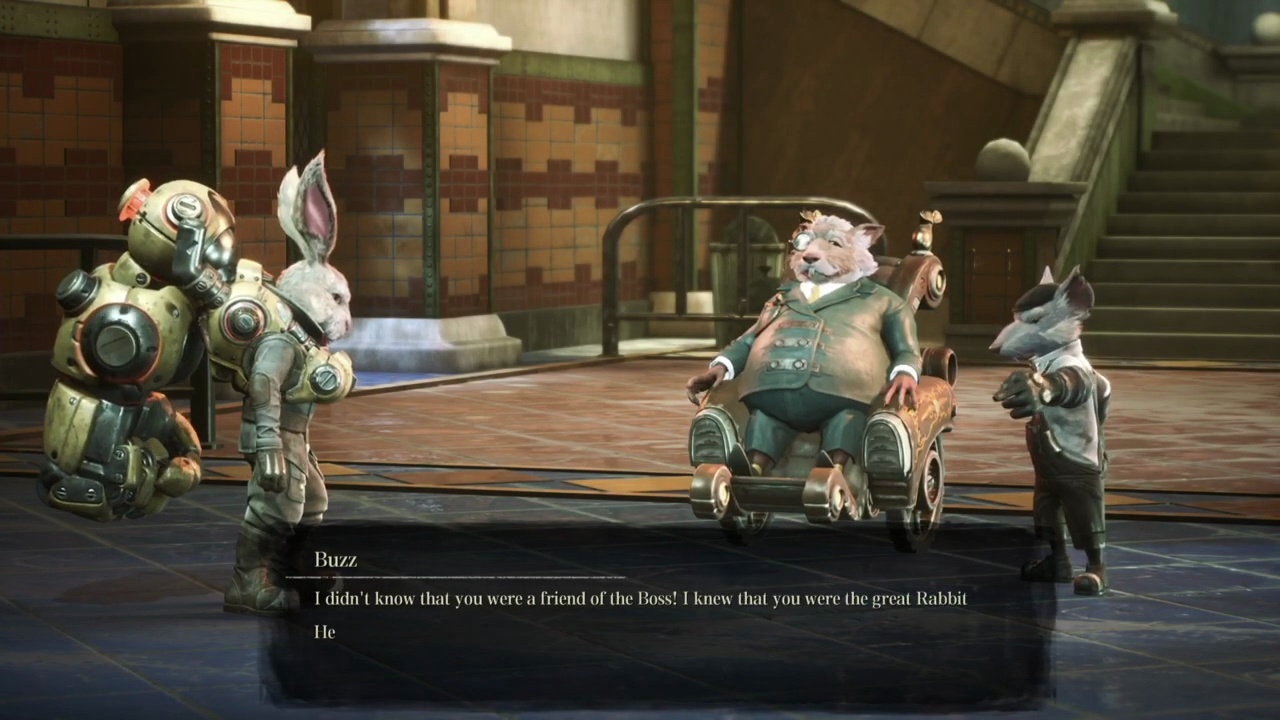 Buzz
I didn't know that you were a friend of the Boss! I knew that you were the great Rabbit
He